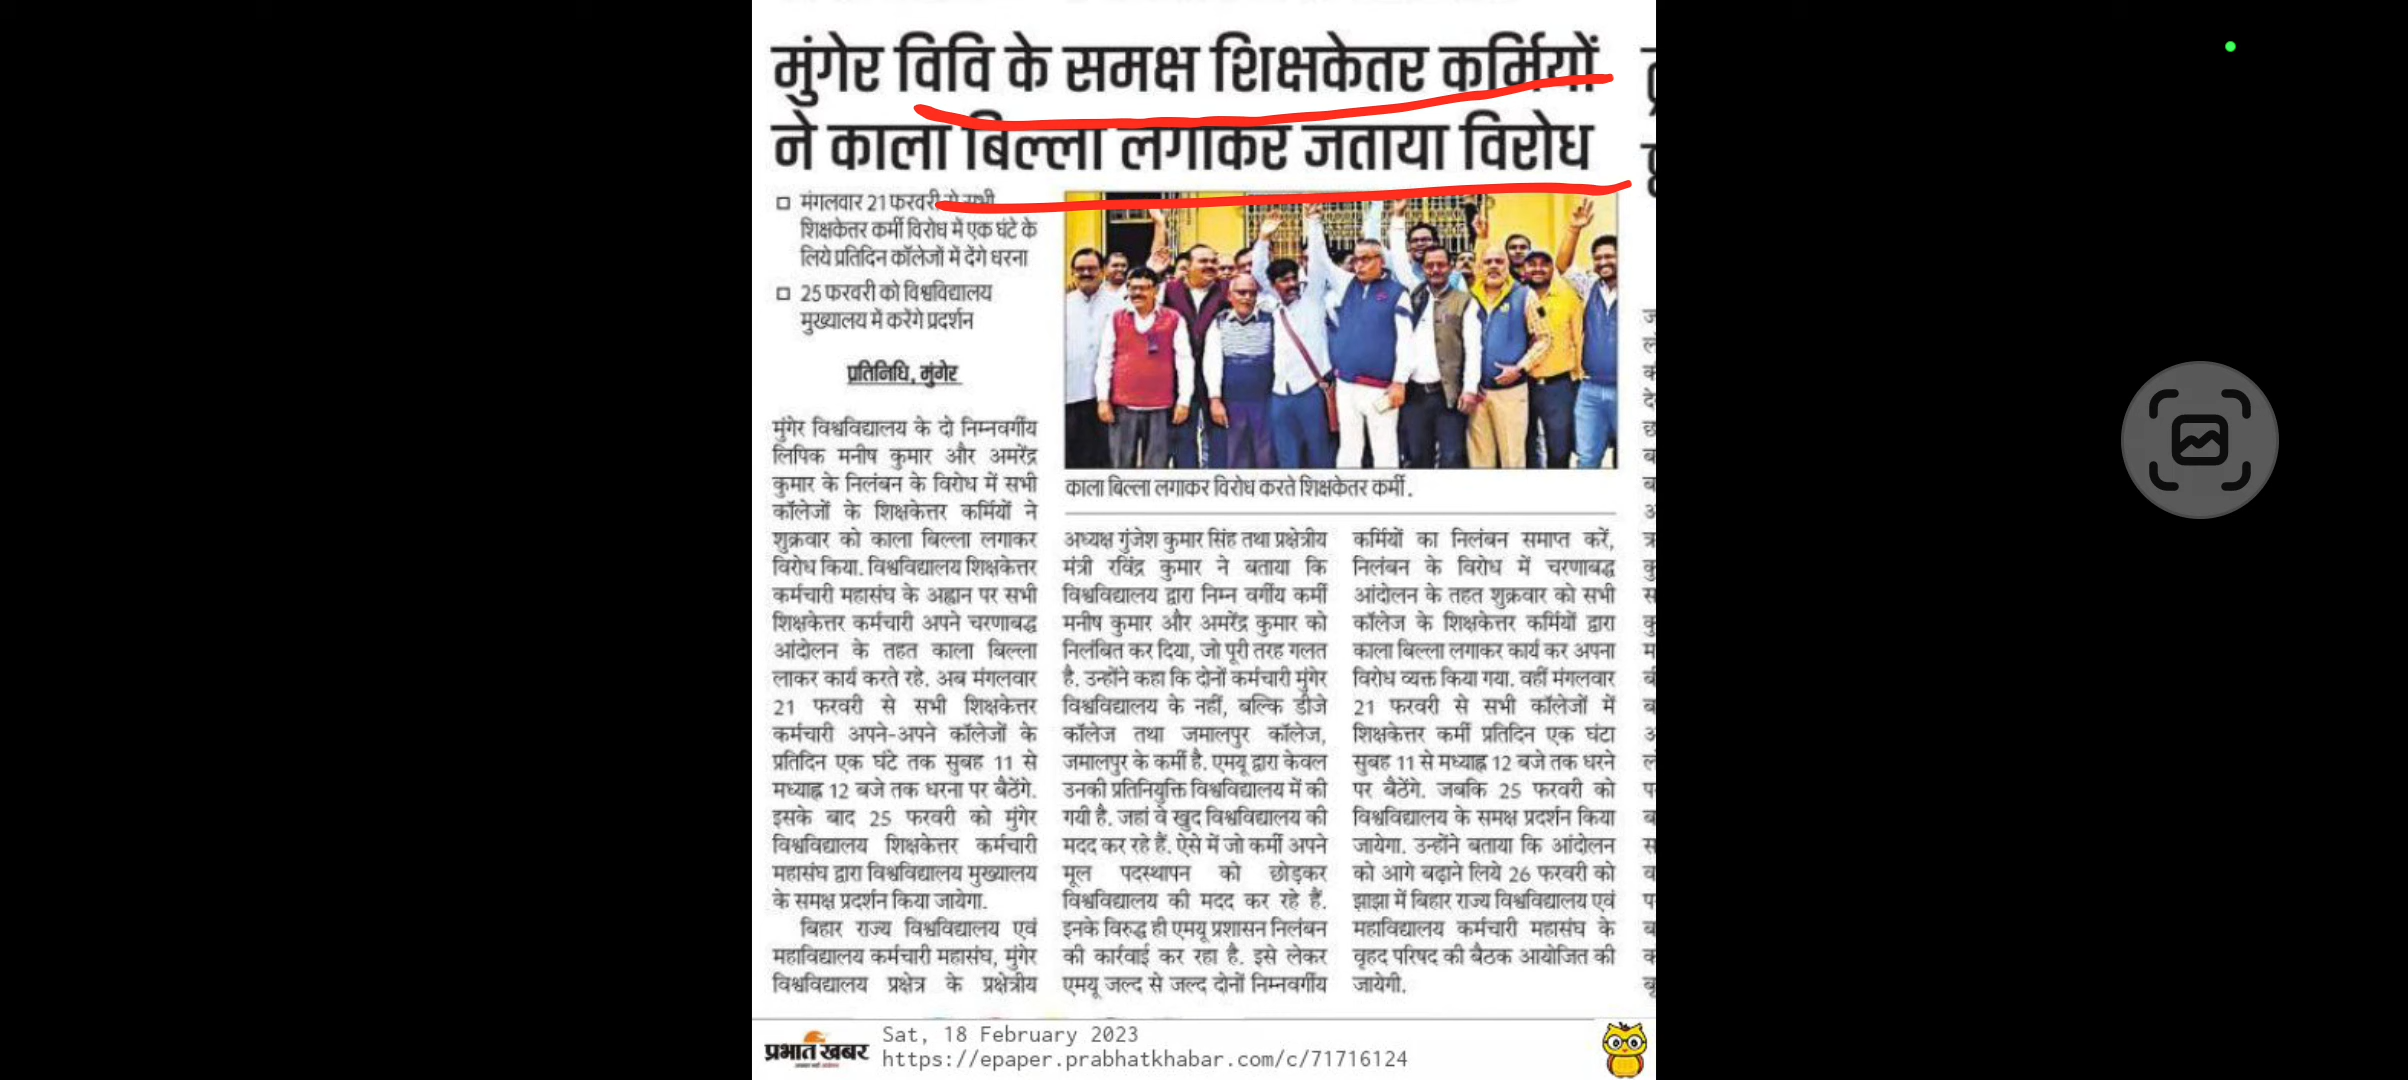 मुंगेर विवि के समक्ष शिक्षकेतर कर्मियों
ने काला बिल्ला लगाकर जताया विरोध
मंगलवार 21 फरवरी से सभी
शिक्षकेतर कर्मी विरोध में एक घंटे के
लिये प्रतिदिन कॉलेजों में देंगे धरना
25 फरवरी को विश्वविद्यालय
मुख्यालय में करेंगे प्रदर्शन
प्रतिनिधि, मुंगेर
मुंगेर विश्वविद्यालय के दो निम्नवर्गीय
लिपिक मनीष कुमार और अमरेंद्र
कुमार के निलंबन के विरोध में सभी
कॉलेजों के शिक्षकेत्तर कर्मियों ने
शुक्रवार को काला बिल्ला लगाकर
विरोध किया. विश्वविद्यालय शिक्षकेत्तर
कर्मचारी महासंघ के अह्वान पर सभी
शिक्षकेत्तर कर्मचारी अपने चरणाबद्ध
आंदोलन के तहत काला बिल्ला
लाकर कार्य करते रहे. अब मंगलवार
21 फरवरी से सभी शिक्षकेत्तर
कर्मचारी अपने-अपने कॉलेजों के
प्रतिदिन एक घंटे तक सुबह 11 से
मध्याह्न 12 बजे तक धरना पर बैठेंगे.
इसके बाद 25 फरवरी को मुंगेर
विश्वविद्यालय शिक्षकेत्तर कर्मचारी
महासंघ द्वारा विश्वविद्यालय मुख्यालय
के समक्ष प्रदर्शन किया जायेगा.
बिहार राज्य विश्वविद्यालय एवं
महाविद्यालय कर्मचारी महासंघ, मुंगेर
विश्वविद्यालय प्रक्षेत्र के प्रक्षेत्रीय
काला बिल्ला लगाकर विरोध करते शिक्षकेतर कर्मी.
अध्यक्ष गुंजेश कुमार सिंह तथा प्रक्षेत्रीय
मंत्री रविंद्र कुमार ने बताया कि
विश्वविद्यालय द्वारा निम्न वर्गीय कर्मी
मनीष कुमार और अमरेंद्र कुमार को
निलंबित कर दिया, जो पूरी तरह गलत
है. उन्होंने कहा कि दोनों कर्मचारी मुंगेर
विश्वविद्यालय के नहीं, बल्कि डीजे
कॉलेज तथा जमालपुर कॉलेज,
जमालपुर के कर्मी है. एमयू द्वारा केवल
उनकी प्रतिनियुक्ति विश्वविद्यालय में की
गयी है. जहां वे खुद विश्वविद्यालय की
मदद कर रहे हैं. ऐसे में जो कर्मी अपने
मूल पदस्थापन को छोड़कर
विश्वविद्यालय की मदद कर रहे हैं.
इनके विरुद्ध ही एमयू प्रशासन निलंबन
की कार्रवाई कर रहा है. इसे लेकर
एमयू जल्द से जल्द दोनों निम्नवर्गीय
कर्मियों का निलंबन समाप्त करें,
निलंबन के विरोध में चरणाबद्ध
आंदोलन के तहत शुक्रवार को सभी
कॉलेज के शिक्षकेत्तर कर्मियों द्वारा
काला बिल्ला लगाकर कार्य कर अपना
विरोध व्यक्त किया गया. वहीं मंगलवार
21 फरवरी से सभी कॉलेजों में
शिक्षकेत्तर कर्मी प्रतिदिन एक घंटा
सुबह 11 से मध्याह्न 12 बजे तक धरने
पर बैठेंगे. जबकि 25 फरवरी को
विश्वविद्यालय के समक्ष प्रदर्शन किया
जायेगा. उन्होंने बताया कि आंदोलन
को आगे बढ़ाने लिये 26 फरवरी को
झाझा में बिहार राज्य विश्वविद्यालय एवं
महाविद्यालय कर्मचारी महासंघ के
वृहद परिषद की बैठक आयोजित की
जायेगी.
प्रभात खबर
Sat, 18 February 2023
https://epaper.prabhatkhabar.com/c/71716124